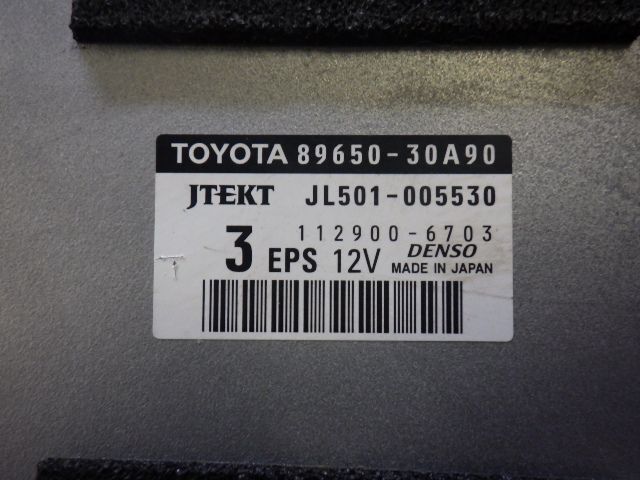 TOYOTA 89650-30A90
JTEKT JL501-005530
112900-6703
3 EPS 12V DENSO
MADE IN JAPAN